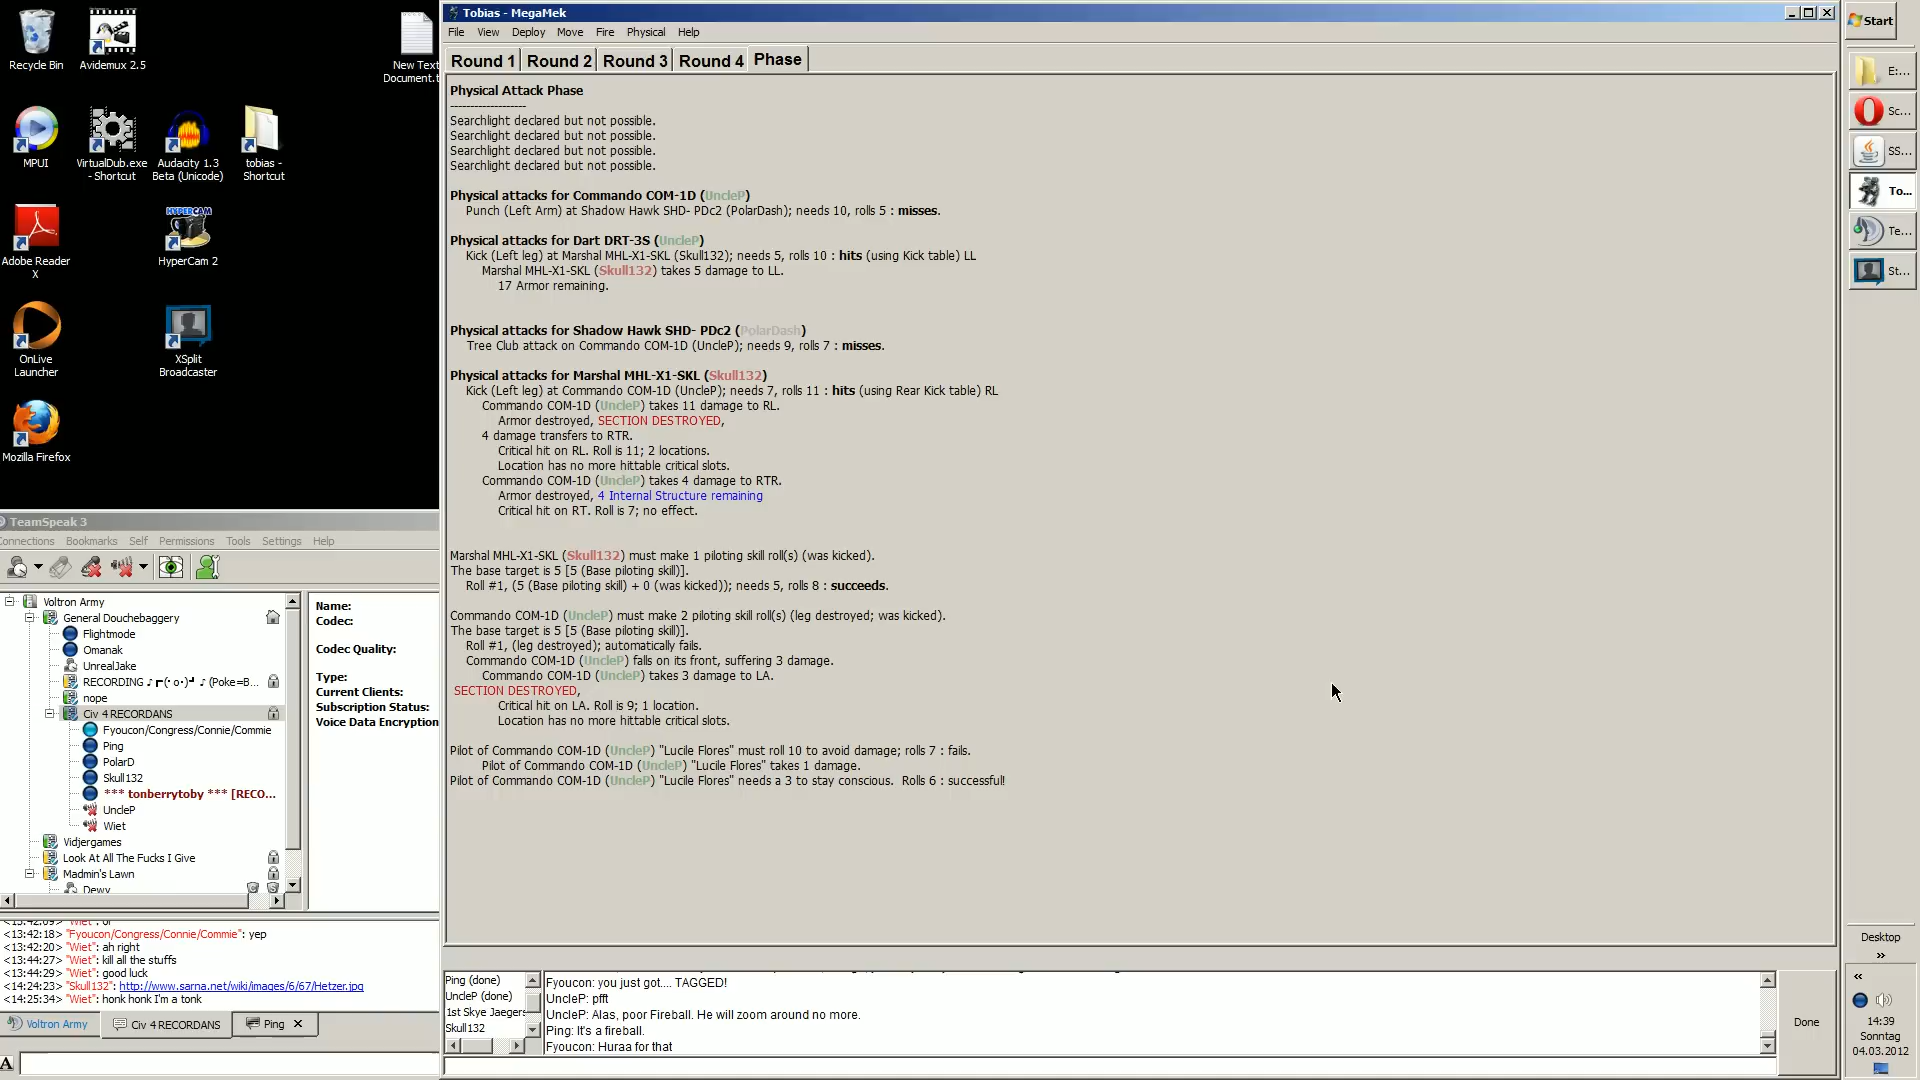 Recycle Bin
Avidemux 2.5
New Text
Document.t
MPUI
VirtualDub.exe
- Shortcut
Audacity 1.3
Beta (Unicode)
tobias -
Shortcut
Adobe Reader
X
HYPERCAM
HyperCam 2
OnLive
Launcher
XSplit
Broadcaster
Mozilla Firefox
TeamSpeak 3
onnections Bookmarks Self Permissions Tools Settings Help
Voltron Army
General Douchebaggery
Flightmode
Omanak
UnrealJake
nope
Civ 4 RECORDANS
Fyoucon/Congress/Connie/Commie
Ping
PolarD
Skull132
*** tonberrytoby *** [RECO...
UncleP
Wiet
Vidjergames
Look At All The Fucks I Give
Madmin's Lawn
Dewy
Name:
Codec:
Codec Quality:
Type:
Current Clients:
Subscription Status:
Voice Data Encryption
<13:42:18> "Fyoucon/Congress/Connie/Commie": yep
<13:42:20> "Wiet": ah right
<13:44:27> "Wiet": kill all the stuffs
<13:44:29> "Wiet": good luck
<14:24:23> "Skull132": http://www.sarna.net/wiki/images/6/67/Hetzer.jpg
<14:25:34> "Wiet": honk honk I'm a tonk
Voltron Army Civ 4 RECORDANS Ping
A
Tobias - MegaMek
File View Deploy Move Fire Physical Help
Round 1 Round 2 Round 3 Round 4 Phase
Physical Attack Phase
-------------------
Searchlight declared but not possible.
Searchlight declared but not possible.
Searchlight declared but not possible.
Searchlight declared but not possible.
Physical attacks for Commando COM-1D (UncleP)
Punch (Left Arm) at Shadow Hawk SHD- PDc2 (PolarDash); needs 10, rolls 5 : misses.
Physical attacks for Dart DRT-3S (UncleP)
Kick (Left leg) at Marshal MHL-X1-SKL (Skull132); needs 5, rolls 10 : hits (using Kick table) LL
Marshal MHL-X1-SKL (Skull132) takes 5 damage to LL.
17 Armor remaining.
Physical attacks for Shadow Hawk SHD- PDc2 (PolarDash)
Tree Club attack on Commando COM-1D (UncleP); needs 9, rolls 7 : misses.
Physical attacks for Marshal MHL-X1-SKL (Skull132)
Kick (Left leg) at Commando COM-1D (UncleP); needs 7, rolls 11 : hits (using Rear Kick table) RL
Commando COM-1D (UncleP) takes 11 damage to RL.
Armor destroyed, SECTION DESTROYED,
4 damage transfers to RTR.
Critical hit on RL. Roll is 11; 2 locations.
Location has no more hittable critical slots.
Commando COM-1D (UncleP) takes 4 damage to RTR.
Armor destroyed, 4 Internal Structure remaining
Critical hit on RT. Roll is 7; no effect.
Marshal MHL-X1-SKL (Skull132) must make 1 piloting skill roll(s) (was kicked).
The base target is 5 [5 (Base piloting skill)].
Roll #1, (5 (Base piloting skill) + 0 (was kicked)); needs 5, rolls 8 : succeeds.
Commando COM-1D (UncleP) must make 2 piloting skill roll(s) (leg destroyed; was kicked).
The base target is 5 [5 (Base piloting skill)].
Roll #1, (leg destroyed); automatically fails.
Commando COM-1D (UncleP) falls on its front, suffering 3 damage.
Commando COM-1D (UncleP) takes 3 damage to LA.
SECTION DESTROYED,
Critical hit on LA. Roll is 9; 1 location.
Location has no more hittable critical slots.
Pilot of Commando COM-1D (UncleP) "Lucile Flores" must roll 10 to avoid damage; rolls 7 : fails.
Pilot of Commando COM-1D (UncleP) "Lucile Flores" takes 1 damage.
Pilot of Commando COM-1D (UncleP) "Lucile Flores" needs a 3 to stay conscious. Rolls 6 : successful!
Ping (done)
UncleP (done)
1st Skye Jaegers
Skull132
Fyoucon: you just got.... TAGGED!
UncleP: pfft
UncleP: Alas, poor Fireball. He will zoom around no more.
Ping: It's a fireball.
Fyoucon: Huraa for that
Done
Start
E:...
Sc...
SS...
To...
Te...
St...
Desktop
14:39
Sonntag
04.03.2012